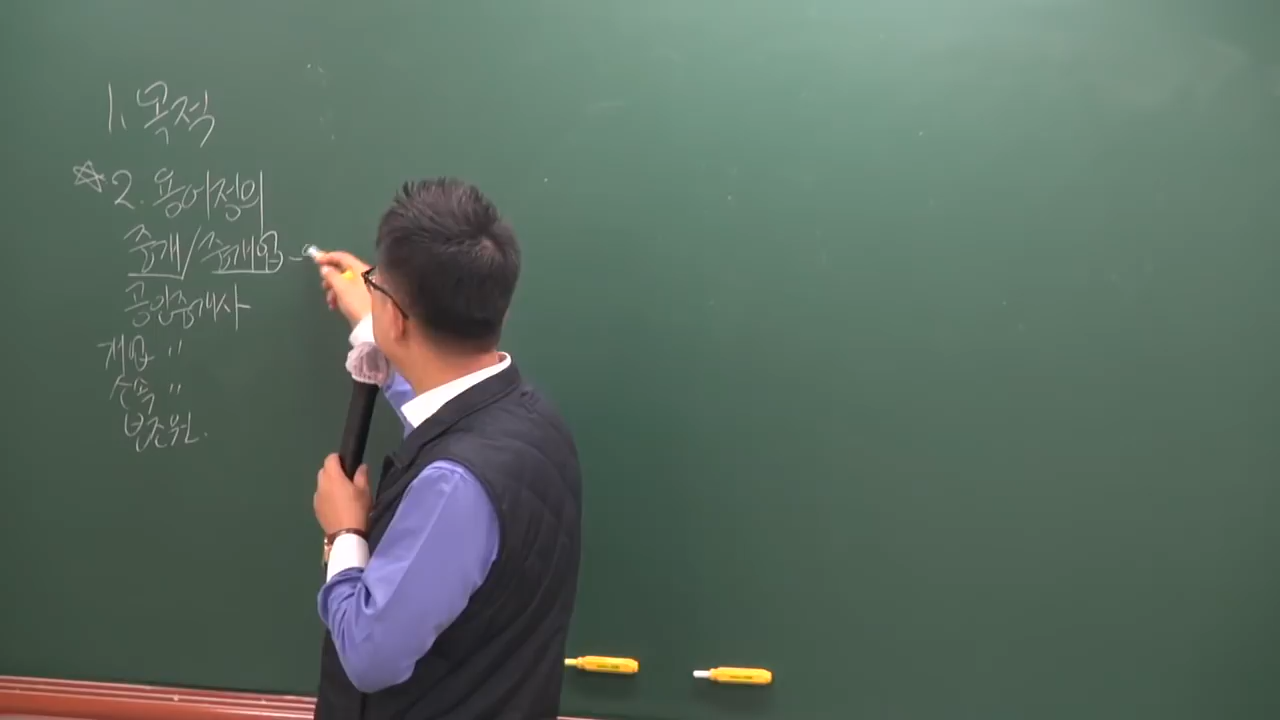 1. 목적
☆2. 용어정의
중개/중개업 -
공인중개사
개업 〃
소속 〃
보조원.